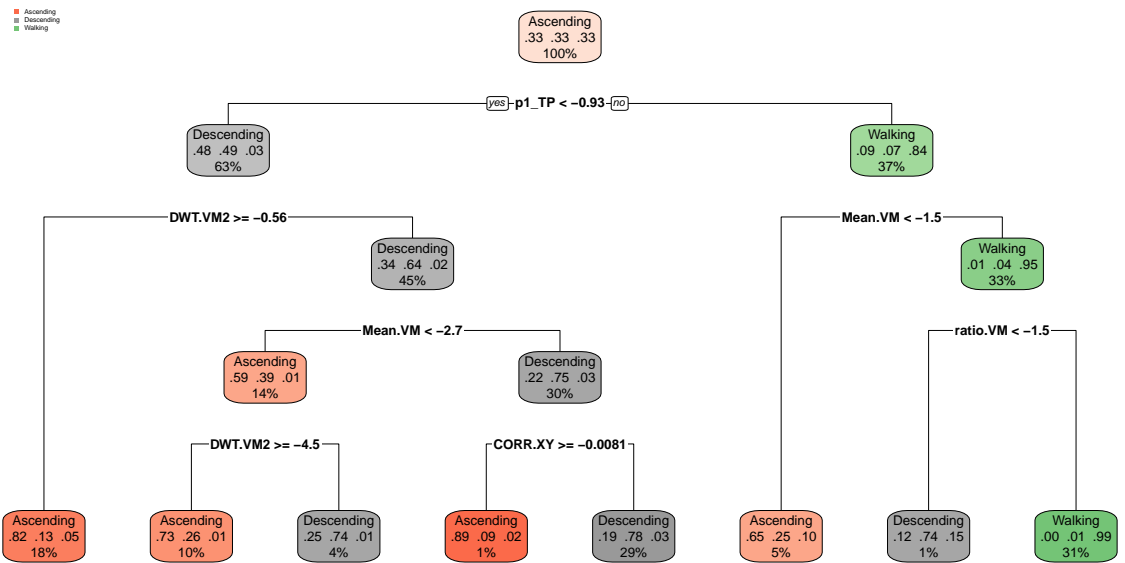 Ascending
Descending
Walking
Ascending
.33 .33 .33
100%
yes p1_TP < −0.93 no
Descending
.48 .49 .03
63%
Walking
.09 .07 .84
37%
DWT.VM2 >= −0.56
Mean.VM < −1.5
Descending
.34 .64 .02
45%
Walking
.01 .04 .95
33%
Mean.VM < −2.7
ratio.VM < −1.5
Ascending
.59 .39 .01
14%
Descending
.22 .75 .03
30%
DWT.VM2 >= −4.5
CORR.XY >= −0.0081
Ascending
.82 .13 .05
18%
Ascending
.73 .26 .01
10%
Descending
.25 .74 .01
4%
Ascending
.89 .09 .02
1%
Descending
.19 .78 .03
29%
Ascending
.65 .25 .10
5%
Descending
.12 .74 .15
1%
Walking
.00 .01 .99
31%